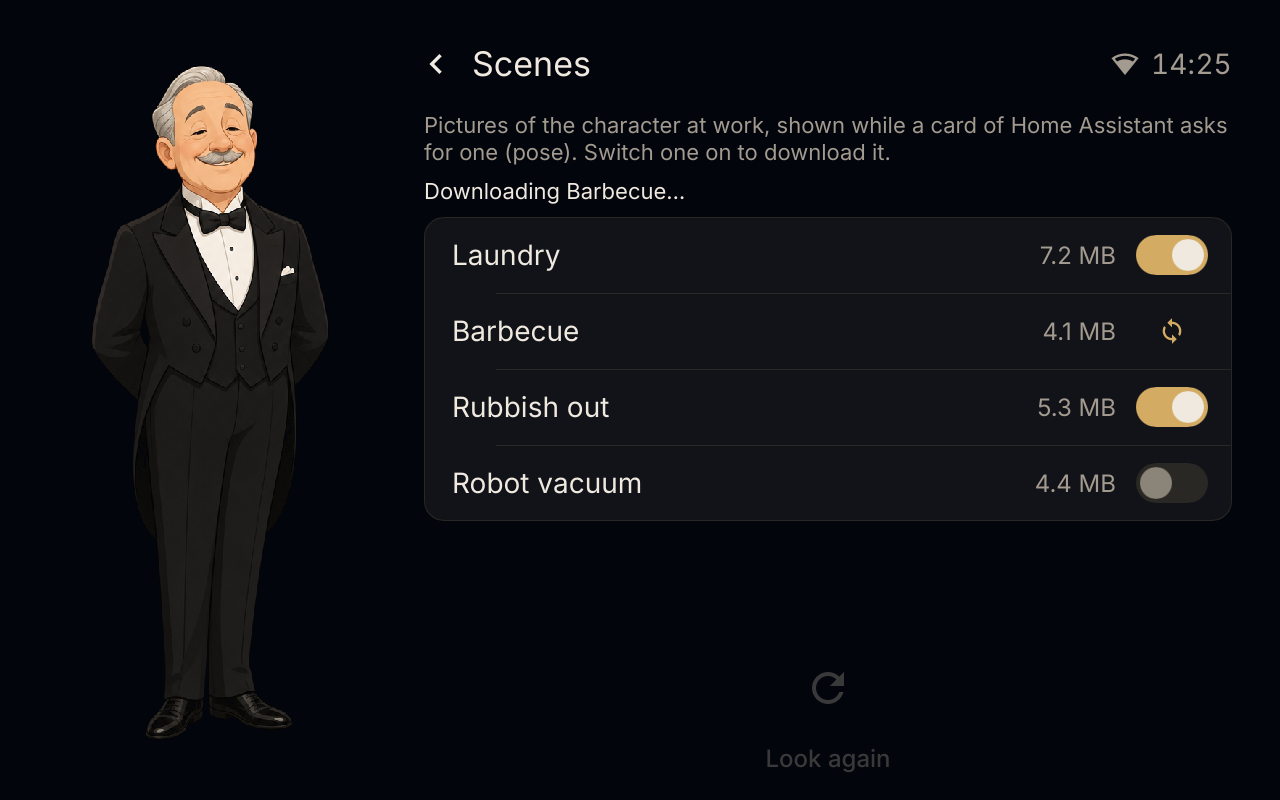 Scenes
14:25
Pictures of the character at work, shown while a card of Home Assistant asks
for one (pose). Switch one on to download it.
Downloading Barbecue...
Laundry 7.2 MB
Barbecue 4.1 MB
Rubbish out 5.3 MB
Robot vacuum 4.4 MB
Look again